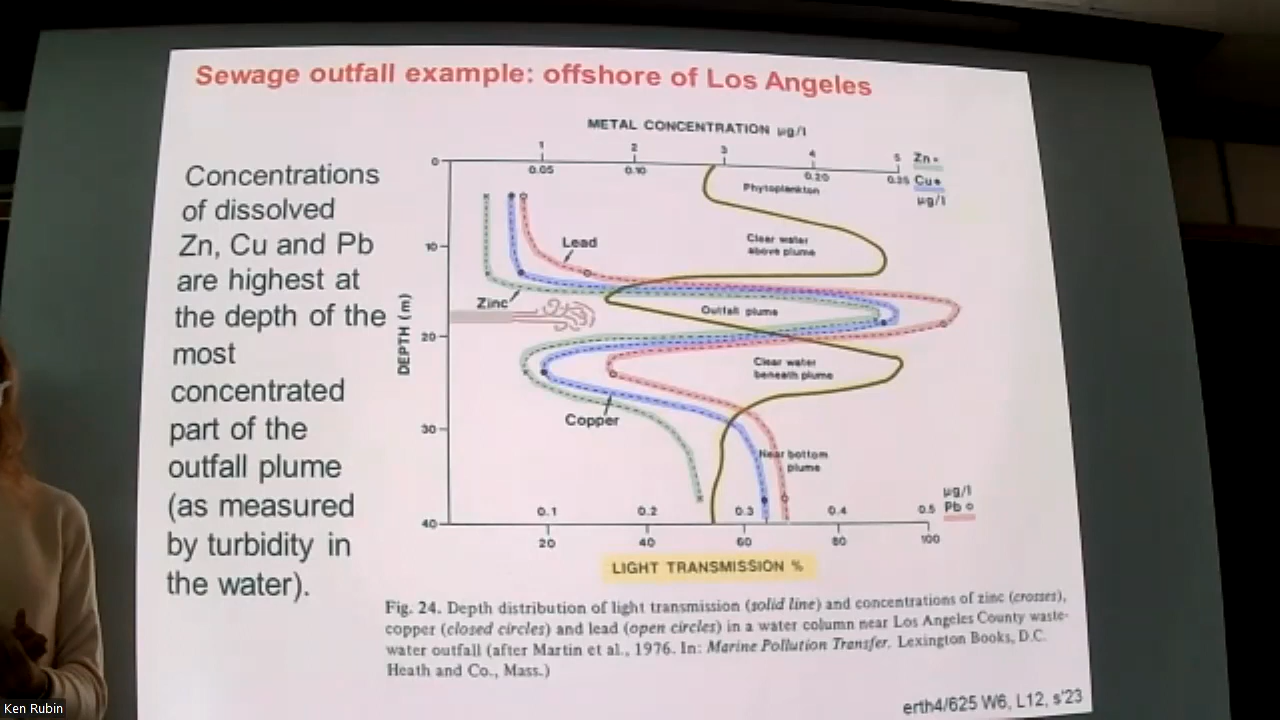 Sewage outfall example: offshore of Los Angeles
Concentrations
of dissolved
Zn, Cu and Pb
are highest at
the depth of the
most
concentrated
part of the
outfall plume
(as measured
by turbidity in
the water).
METAL CONCENTRATION µg/l
1 2 3 4 5 Zn
0.05 0.10 0.20 0.25 Cu
µg/l
DEPTH (m)
0
10
20
30
40
Phytoplankton
Clear water
above plume
Lead
Zinc
Outfall plume
Clear water
beneath plume
Copper
Near bottom
plume
µg/l
0.1 0.2 0.3 0.4 0.5 Pb
20 40 60 80 100
LIGHT TRANSMISSION %
Fig. 24. Depth distribution of light transmission (solid line) and concentrations of zinc (crosses),
copper (closed circles) and lead (open circles) in a water column near Los Angeles County waste-
water outfall (after Martin et al., 1976. In: Marine Pollution Transfer. Lexington Books, D.C.
Heath and Co., Mass.)
erth4/625 W6, L12, s'23
Ken Rubin